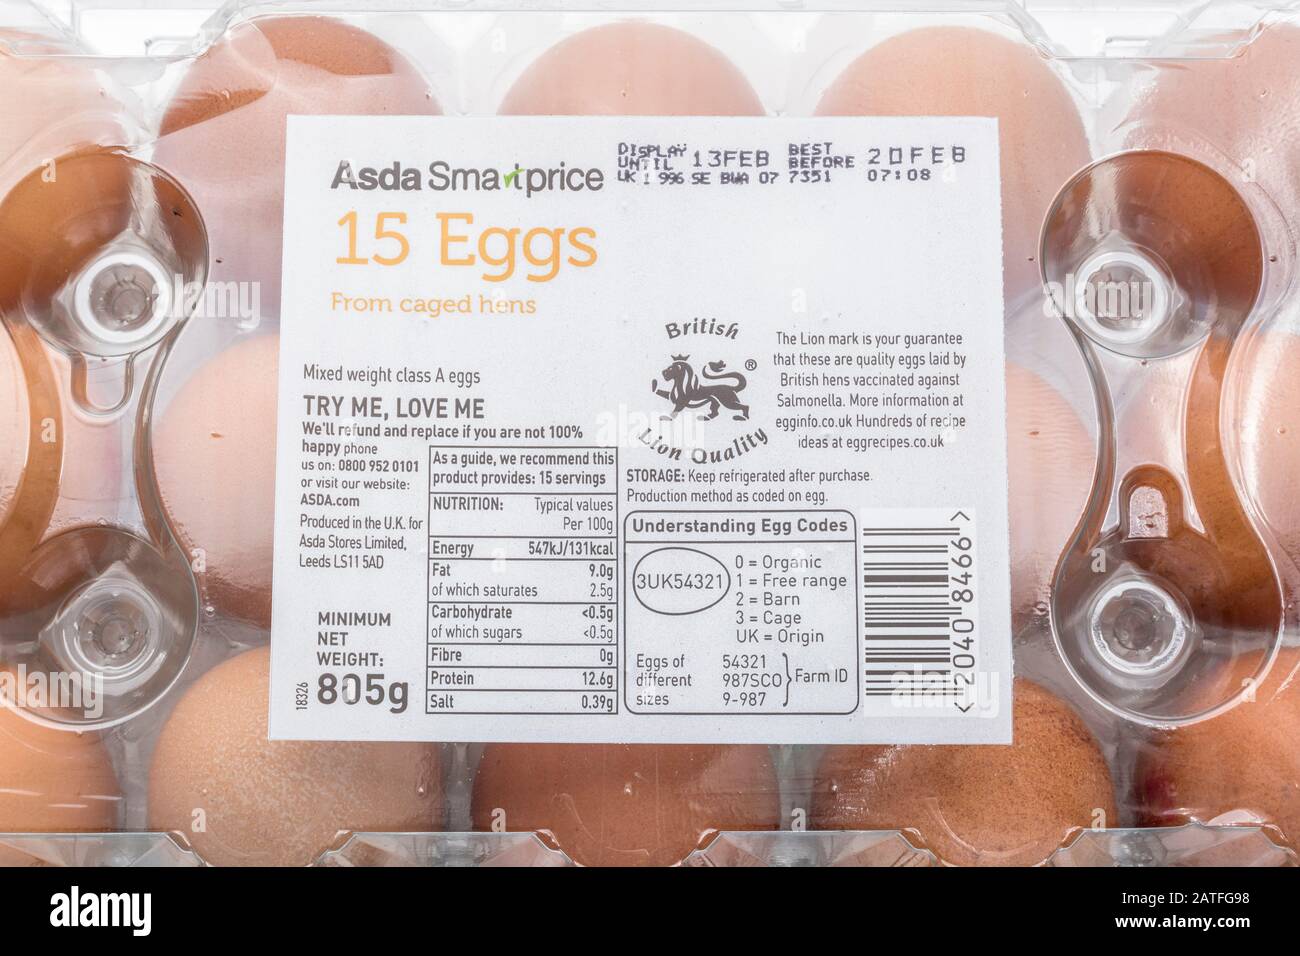 Asda Smartprice
15 Eggs
From caged hens
DISPLAY UNTIL 13FEB BEST BEFORE 20FEB
UK 1 996 SE BWA 07 7351 07:08
British
Lion Quality
®
The Lion mark is your guarantee
that these are quality eggs laid by
British hens vaccinated against
Salmonella. More information at
egginfo.co.uk Hundreds of recipe
ideas at eggrecipes.co.uk
Mixed weight class A eggs
TRY ME, LOVE ME
We'll refund and replace if you are not 100%
happy phone
us on: 0800 952 0101
or visit our website:
ASDA.com
Produced in the U.K. for
Asda Stores Limited,
Leeds LS11 5AD
MINIMUM
NET
WEIGHT:
805g
18326
As a guide, we recommend this
product provides: 15 servings
NUTRITION: Typical values
Per 100g
Energy 547kJ/131kcal
Fat 9.0g
of which saturates 2.5g
Carbohydrate <0.5g
of which sugars <0.5g
Fibre 0g
Protein 12.6g
Salt 0.39g
STORAGE: Keep refrigerated after purchase.
Production method as coded on egg.
Understanding Egg Codes
3UK54321
0 = Organic
1 = Free range
2 = Barn
3 = Cage
UK = Origin
Eggs of
different
sizes
54321
987SCO
9-987
Farm ID
<2040 8466>
alamy
a
a
a
a
a
Image ID: 2ATFG98
www.alamy.com